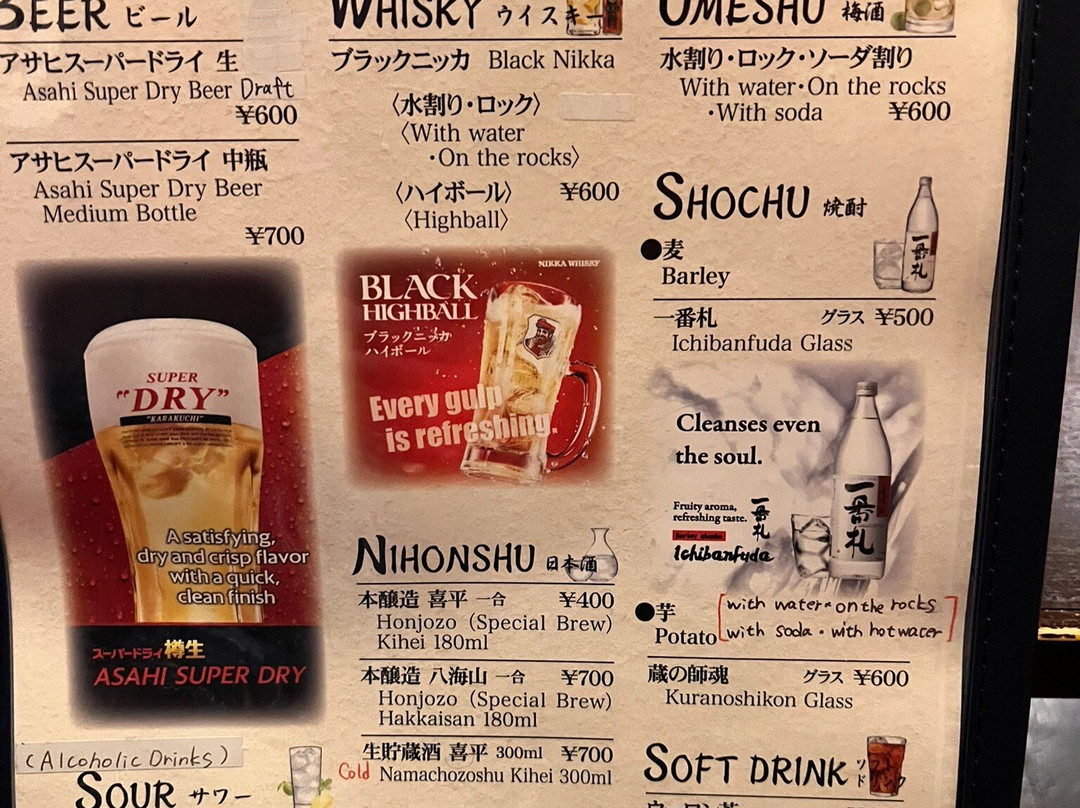 BEER ビール
アサヒスーパードライ 生
Asahi Super Dry Beer Draft
¥600
アサヒスーパードライ 中瓶
Asahi Super Dry Beer
Medium Bottle
¥700
SUPER
"DRY"
"KARAKUCHI"
A satisfying,
dry and crisp flavor
with a quick,
clean finish
スーパードライ 樽生
ASAHI SUPER DRY
(Alcoholic Drinks)
SOUR サワー
WHISKY ウイスキー
ブラックニッカ Black Nikka
〈水割り・ロック〉
〈With water
・On the rocks〉
〈ハイボール〉 ¥600
〈Highball〉
NIKKA WHISKY
BLACK
HIGHBALL
ブラックニッカ
ハイボール
Every gulp
is refreshing.
NIHONSHU 日本酒
本醸造 喜平 一合 ¥400
Honjozo (Special Brew)
Kihei 180ml
本醸造 八海山 一合 ¥700
Honjozo (Special Brew)
Hakkaisan 180ml
生貯蔵酒 喜平 300ml ¥700
Cold Namachozoshu Kihei 300ml
UMESHU 梅酒
水割り・ロック・ソーダ割り
With water・On the rocks
・With soda ¥600
SHOCHU 焼酎
●麦
Barley
一番札
一番札 グラス ¥500
Ichibanfuda Glass
Cleanses even
the soul.
Fruity aroma,
refreshing taste.
Barley shochu
Ichibanfuda
一番札
一番札
●芋
Potato
with water・on the rocks
with soda・with hot water
蔵の師魂 グラス ¥600
Kuranoshikon Glass
SOFT DRINK ソフトドリンク